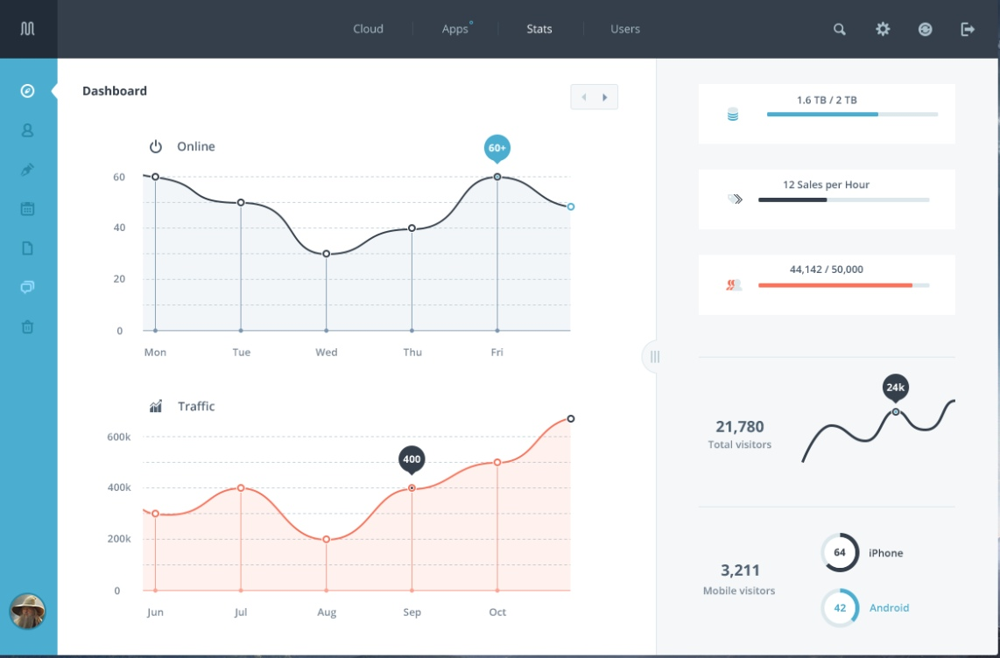 Cloud
Apps
Stats
Users
Dashboard
Online
60+
60
40
20
0
Mon
Tue
Wed
Thu
Fri
Traffic
400
600k
400k
200k
0
Jun
Jul
Aug
Sep
Oct
1.6 TB / 2 TB
12 Sales per Hour
44,142 / 50,000
24k
21,780
Total visitors
64
iPhone
3,211
Mobile visitors
42
Android